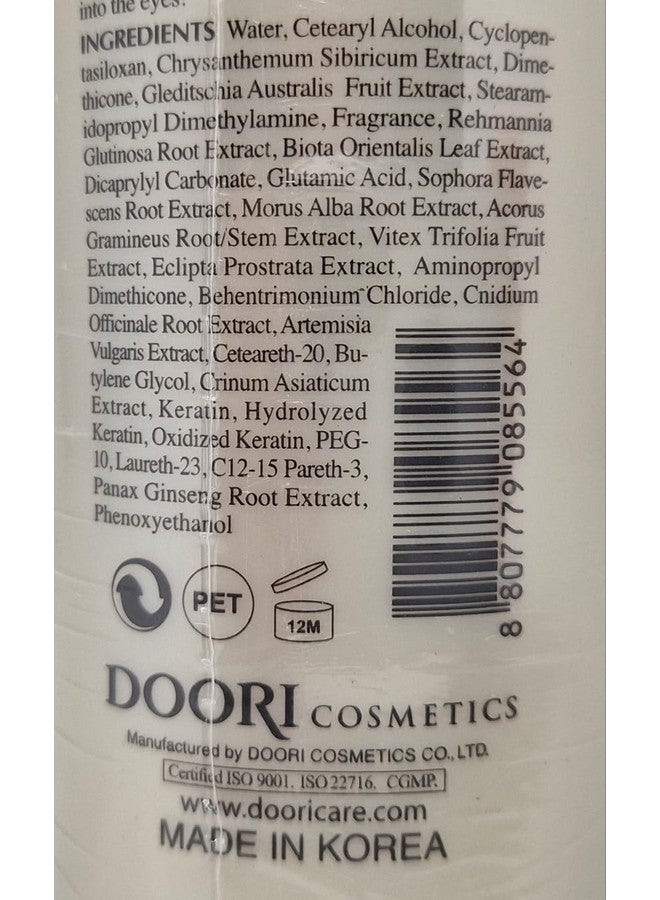 into the eyes.
INGREDIENTS Water, Cetearyl Alcohol, Cyclopen-
tasiloxan, Chrysanthemum Sibiricum Extract, Dime-
thicone, Gleditschia Australis Fruit Extract, Stearam-
idopropyl Dimethylamine, Fragrance, Rehmannia
Glutinosa Root Extract, Biota Orientalis Leaf Extract,
Dicaprylyl Carbonate, Glutamic Acid, Sophora Flave-
scens Root Extract, Morus Alba Root Extract, Acorus
Gramineus Root/Stem Extract, Vitex Trifolia Fruit
Extract, Eclipta Prostrata Extract, Aminopropyl
Dimethicone, Behentrimonium Chloride, Cnidium
Officinale Root Extract, Artemisia
Vulgaris Extract, Ceteareth-20, Bu-
tylene Glycol, Crinum Asiaticum
Extract, Keratin, Hydrolyzed
Keratin, Oxidized Keratin, PEG-
10, Laureth-23, C12-15 Pareth-3,
Panax Ginseng Root Extract,
Phenoxyethanol
8 807779 085564
PET
12M
DOORI COSMETICS
Manufactured by DOORI COSMETICS CO., LTD.
Certified ISO 9001. ISO 22716. CGMP.
www.dooricare.com
MADE IN KOREA